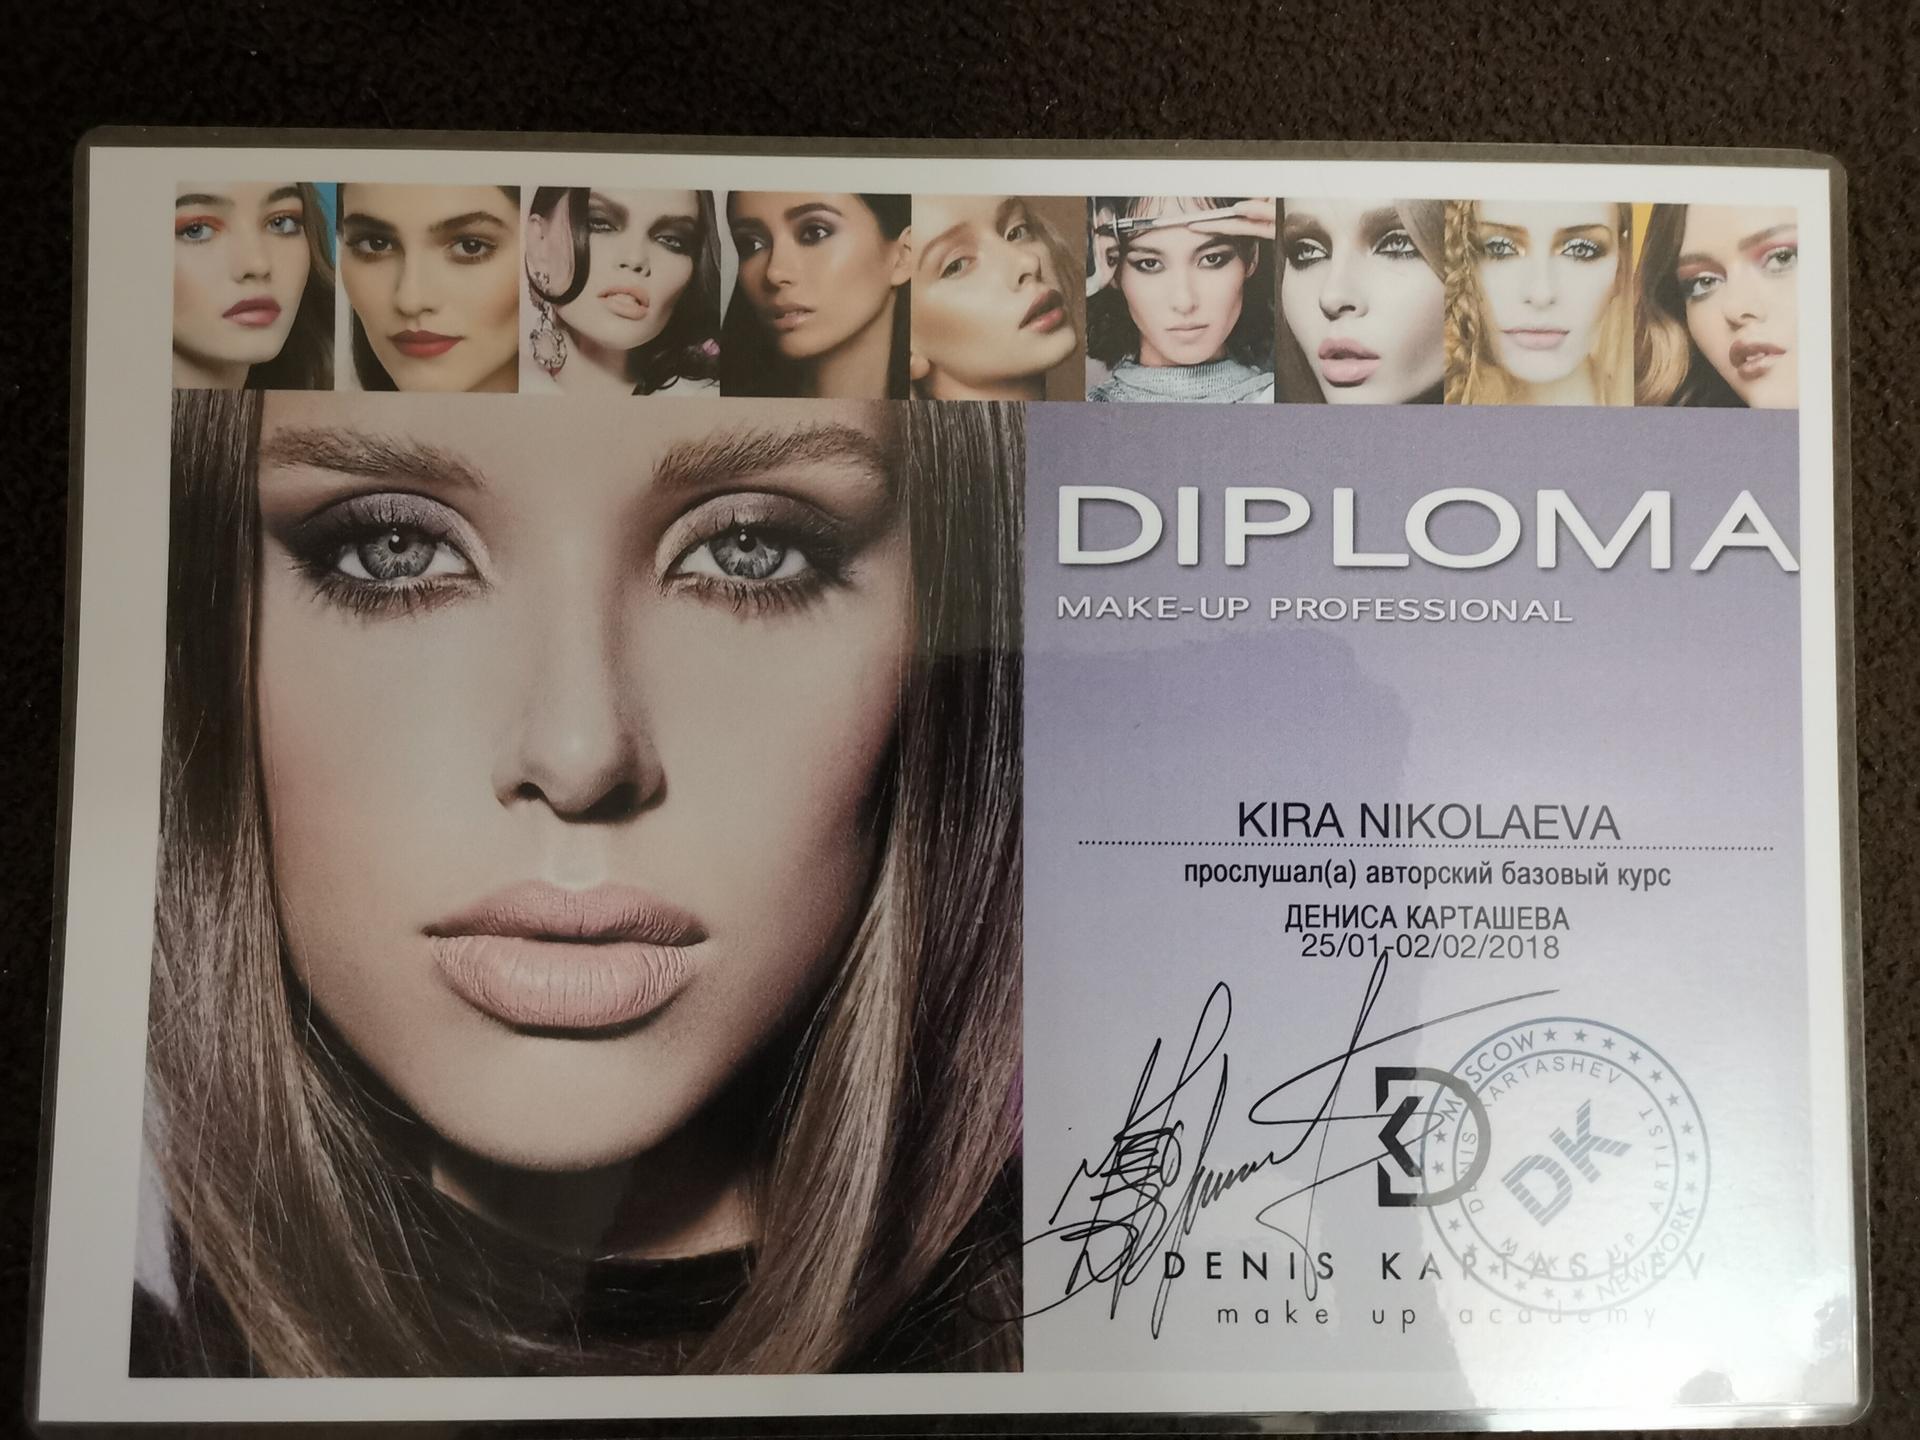 DIPLOMA
MAKE-UP PROFESSIONAL
KIRA NIKOLAEVA
прослушал(а) авторский базовый курс
ДЕНИСА КАРТАШЕВА
25/01-02/02/2018
DK
DENIS KARTASHEV
make up academy
MOSCOW
NEW YORK
DENIS KARTASHEV
MAKE UP ARTIST
DK